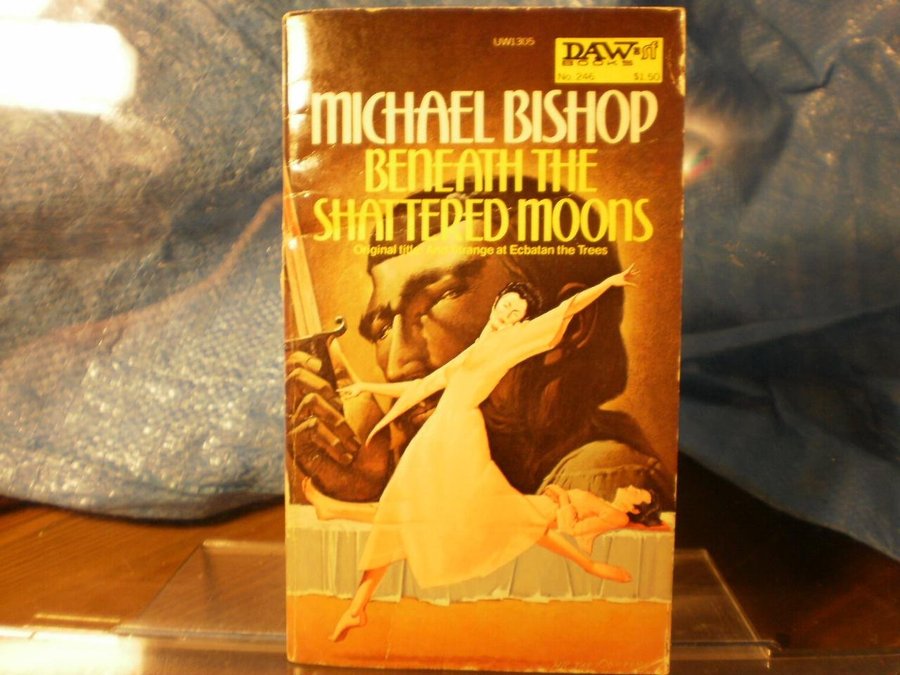 UW1305
DAW=sf
BOOKS
No. 246 $1.50
MICHAEL BISHOP
BENEATH THE
SHATTERED MOONS
Original title: And Strange at Ecbatan the Trees